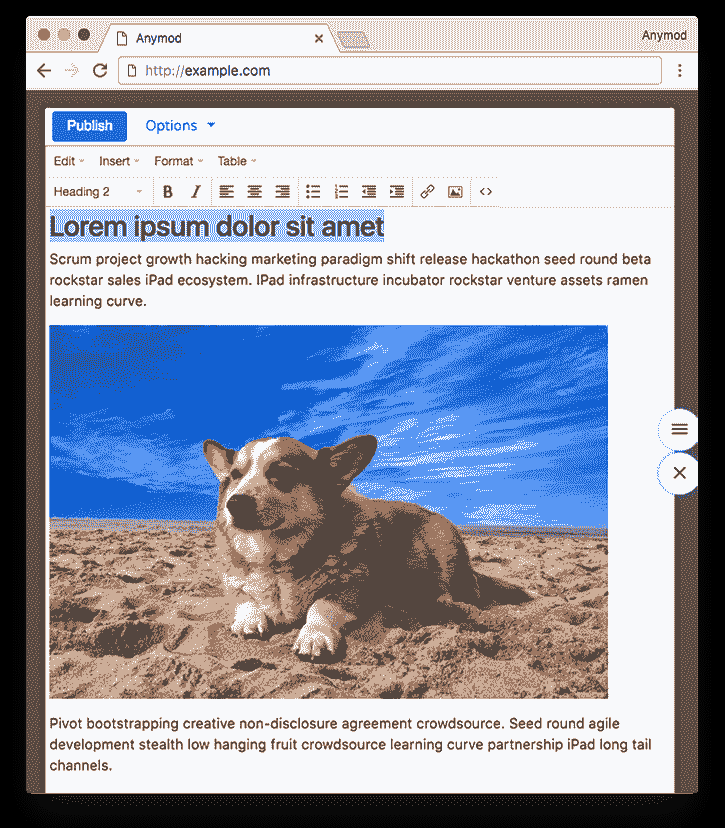 Anymod
Anymod
http://example.com
Publish Options
Edit Insert Format Table
Heading 2 B I
Lorem ipsum dolor sit amet
Scrum project growth hacking marketing paradigm shift release hackathon seed round beta
rockstar sales iPad ecosystem. IPad infrastructure incubator rockstar venture assets ramen
learning curve.
Pivot bootstrapping creative non-disclosure agreement crowdsource. Seed round agile
development stealth low hanging fruit crowdsource learning curve partnership iPad long tail
channels.